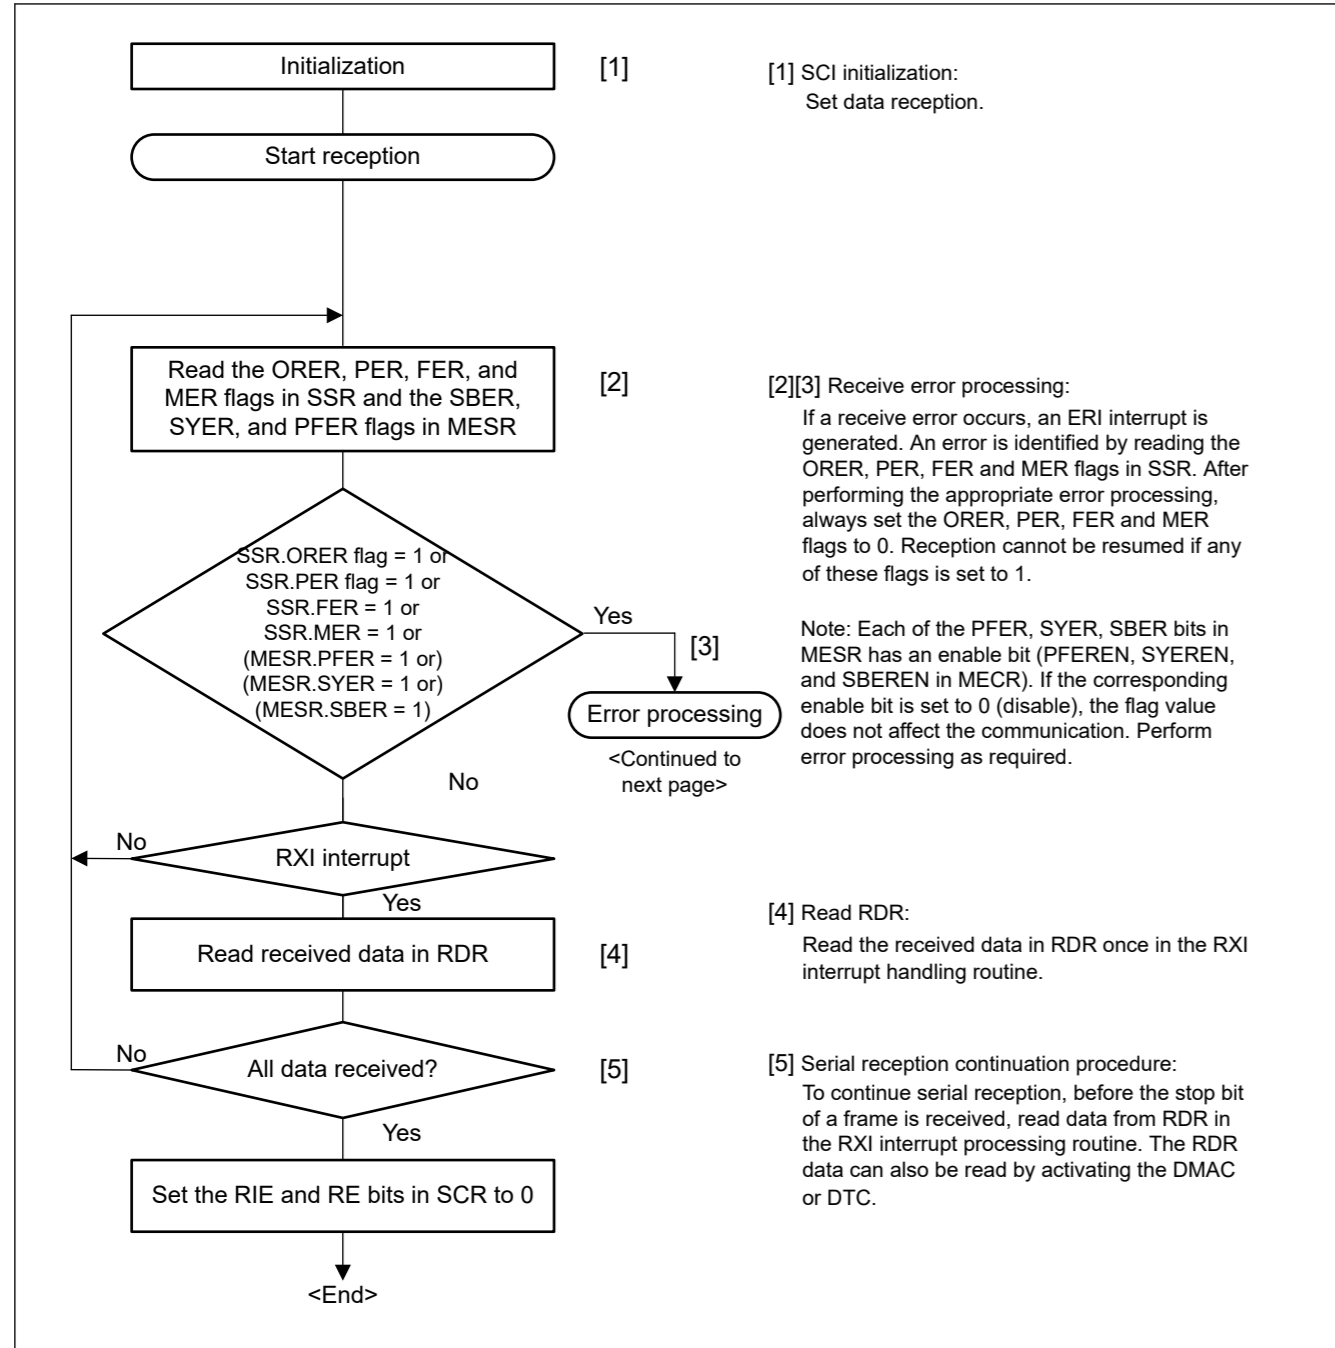 Initialization
[1]
[1] SCI initialization:
Set data reception.
Start reception
Read the ORER, PER, FER, and
MER flags in SSR and the SBER,
SYER, and PFER flags in MESR
[2]
[2][3] Receive error processing:
If a receive error occurs, an ERI interrupt is
generated. An error is identified by reading the
ORER, PER, FER and MER flags in SSR. After
performing the appropriate error processing,
always set the ORER, PER, FER and MER
flags to 0. Reception cannot be resumed if any
of these flags is set to 1.
Note: Each of the PFER, SYER, SBER bits in
MESR has an enable bit (PFEREN, SYEREN,
and SBEREN in MECR). If the corresponding
enable bit is set to 0 (disable), the flag value
does not affect the communication. Perform
error processing as required.
SSR.ORER flag = 1 or
SSR.PER flag = 1 or
SSR.FER = 1 or
SSR.MER = 1 or
(MESR.PFER = 1 or)
(MESR.SYER = 1 or)
(MESR.SBER = 1)
Yes
[3]
Error processing
<Continued to
next page>
No
No
RXI interrupt
Yes
Read received data in RDR
[4]
[4] Read RDR:
Read the received data in RDR once in the RXI
interrupt handling routine.
No
All data received?
[5]
[5] Serial reception continuation procedure:
To continue serial reception, before the stop bit
of a frame is received, read data from RDR in
the RXI interrupt processing routine. The RDR
data can also be read by activating the DMAC
or DTC.
Yes
Set the RIE and RE bits in SCR to 0
<End>